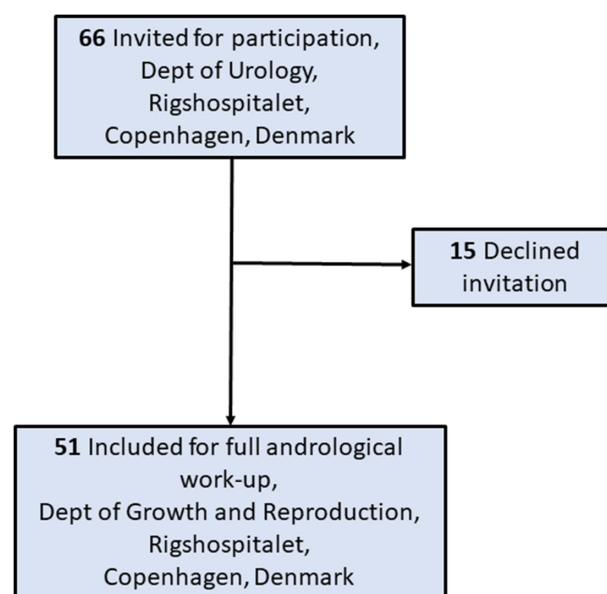 66 Invited for participation,
Dept of Urology,
Rigshospitalet,
Copenhagen, Denmark
15 Declined
invitation
51 Included for full andrological
work-up,
Dept of Growth and Reproduction,
Rigshospitalet,
Copenhagen, Denmark